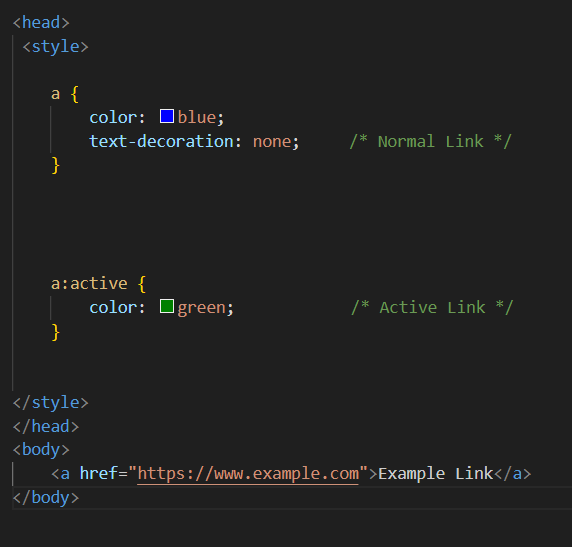 <head>
<style>
a {
color: blue;
text-decoration: none; /* Normal Link */
}
a:active {
color: green; /* Active Link */
}
</style>
</head>
<body>
<a href="https://www.example.com">Example Link</a>
</body>